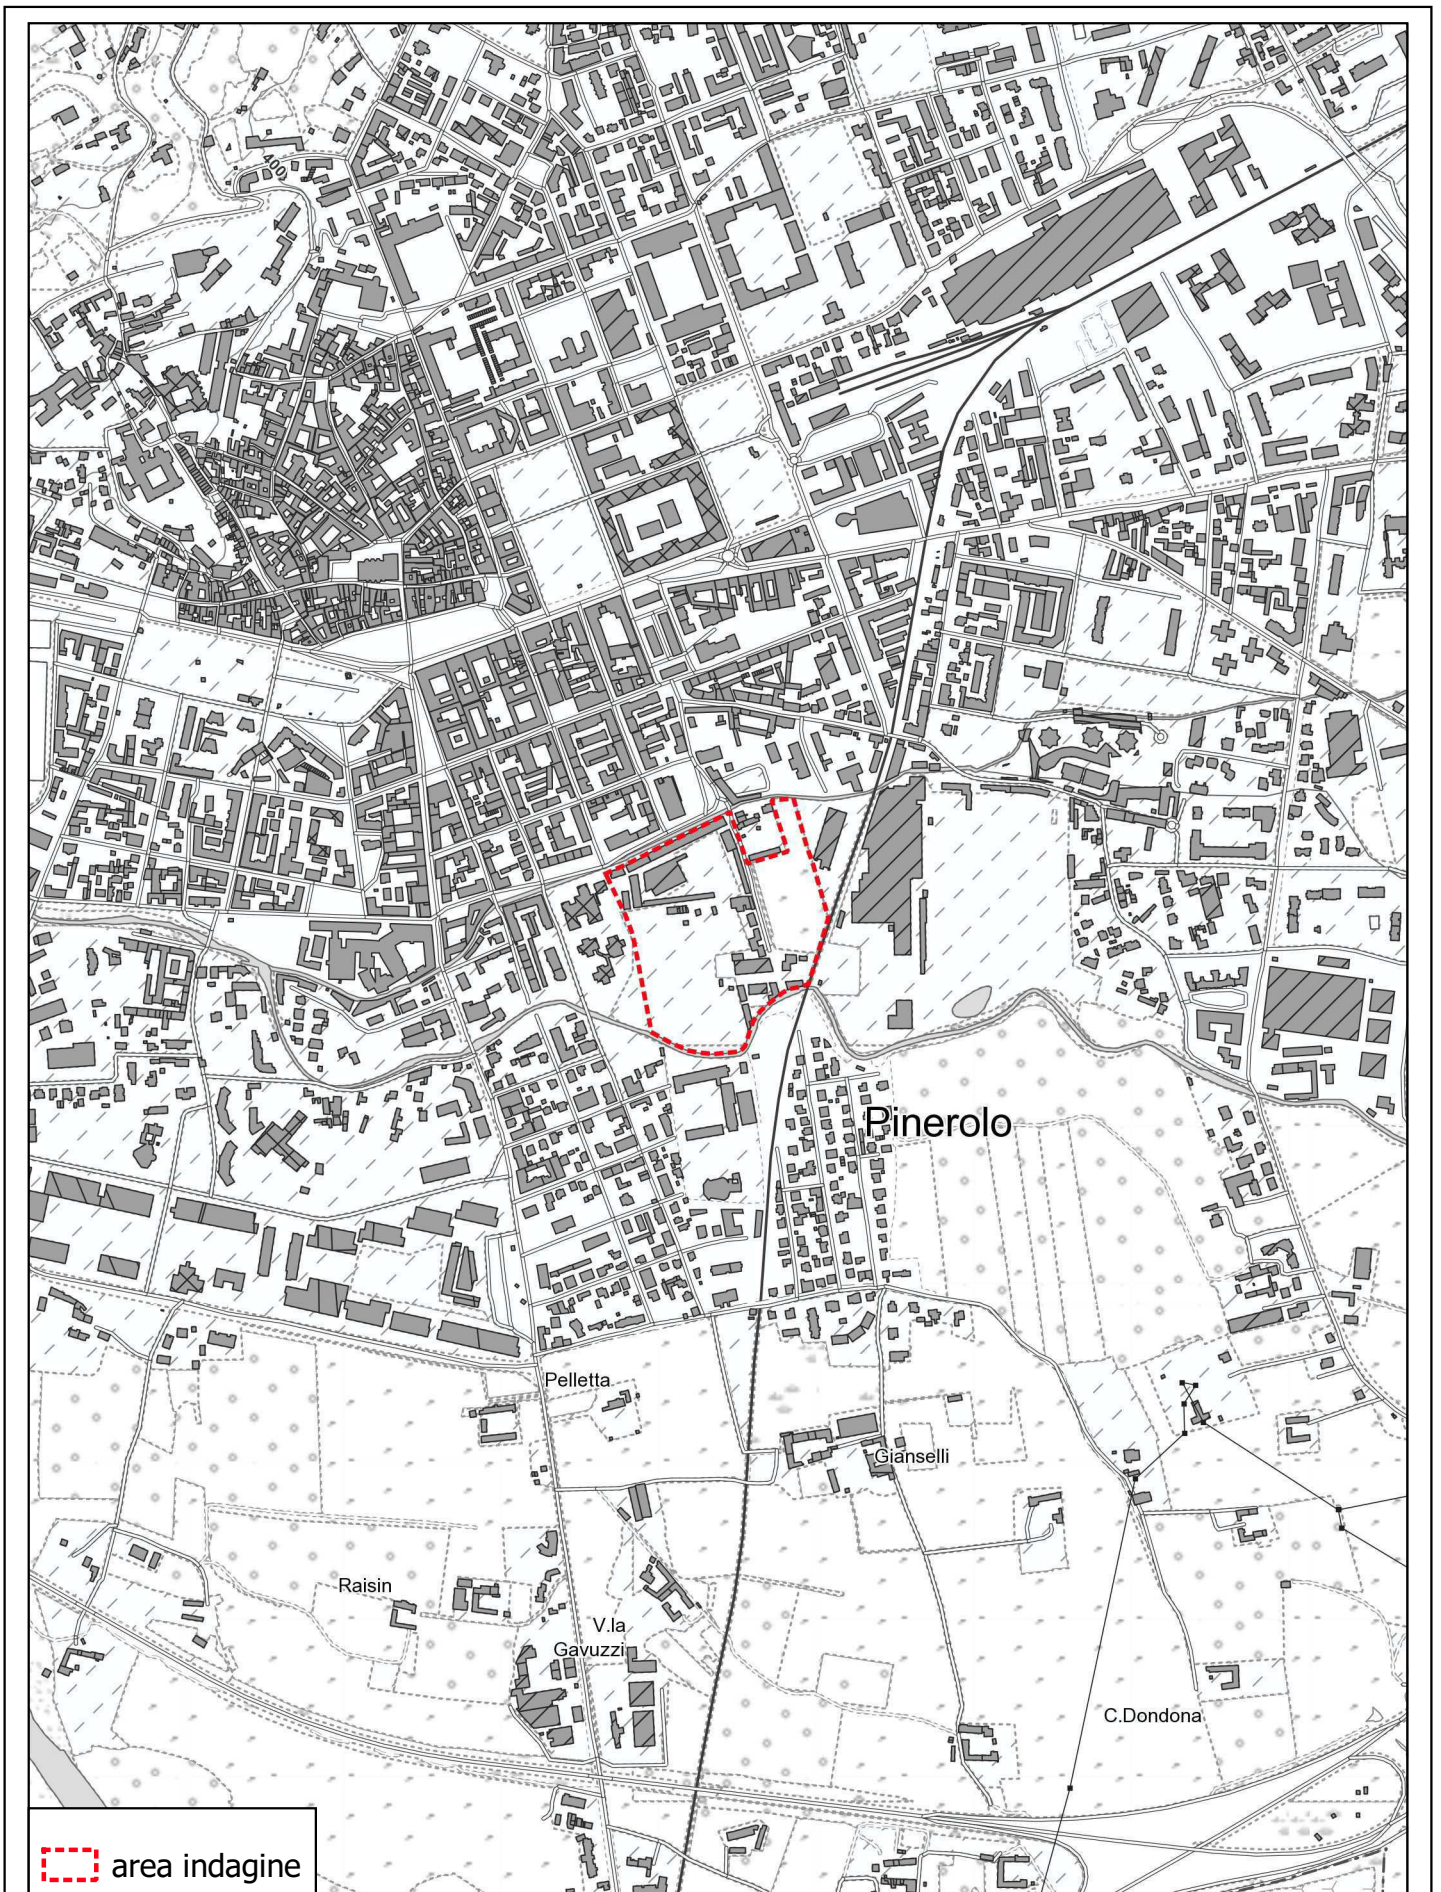 400
Pinerolo
Pelletta
Gianselli
Raisin
V.la
Gavuzzi
C.Dondona
area indagine